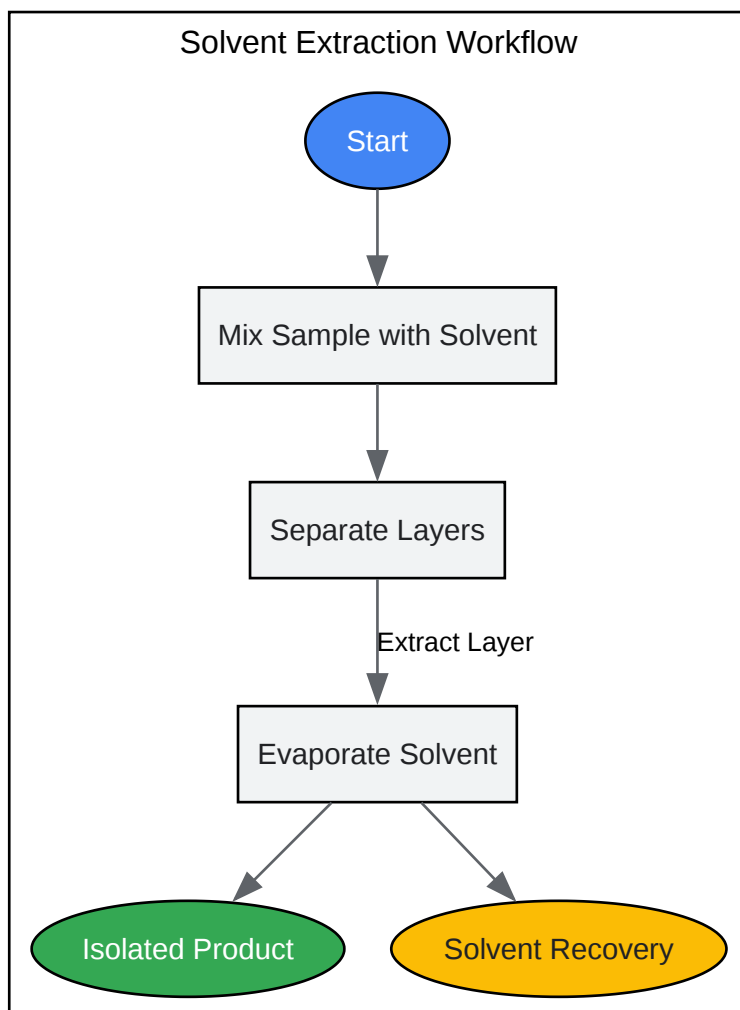 Solvent Extraction Workflow
Start
Mix Sample with Solvent
Separate Layers
Extract Layer
Evaporate Solvent
Isolated Product
Solvent Recovery